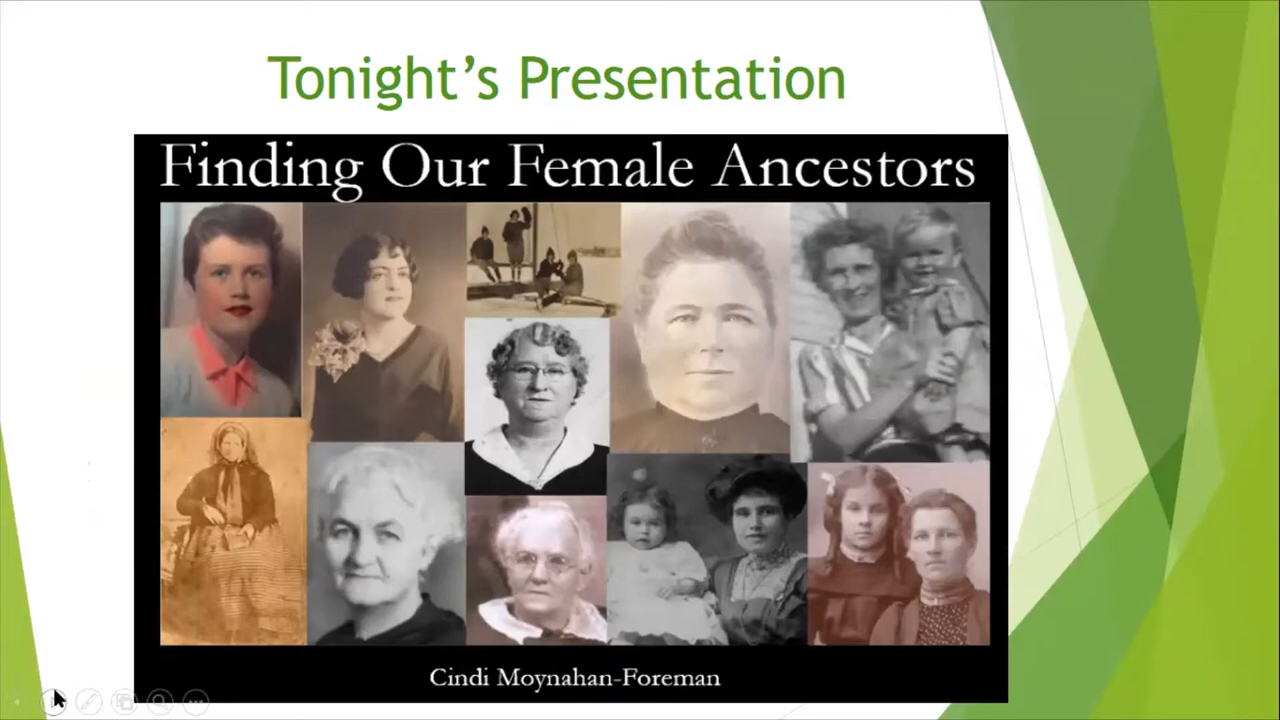 Tonight’s Presentation
Finding Our Female Ancestors
Cindi Moynahan-Foreman